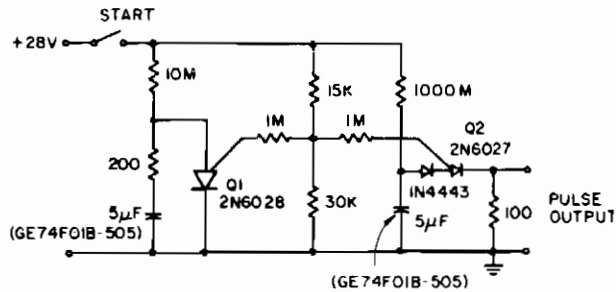 START
+28V
10M
15K
1000M
1M
1M
Q2
2N6027
200
Q1
2N6028
1N4443
30K
5µF
5µF
100
PULSE
OUTPUT
(GE74F01B-505)
(GE74F01B-505)